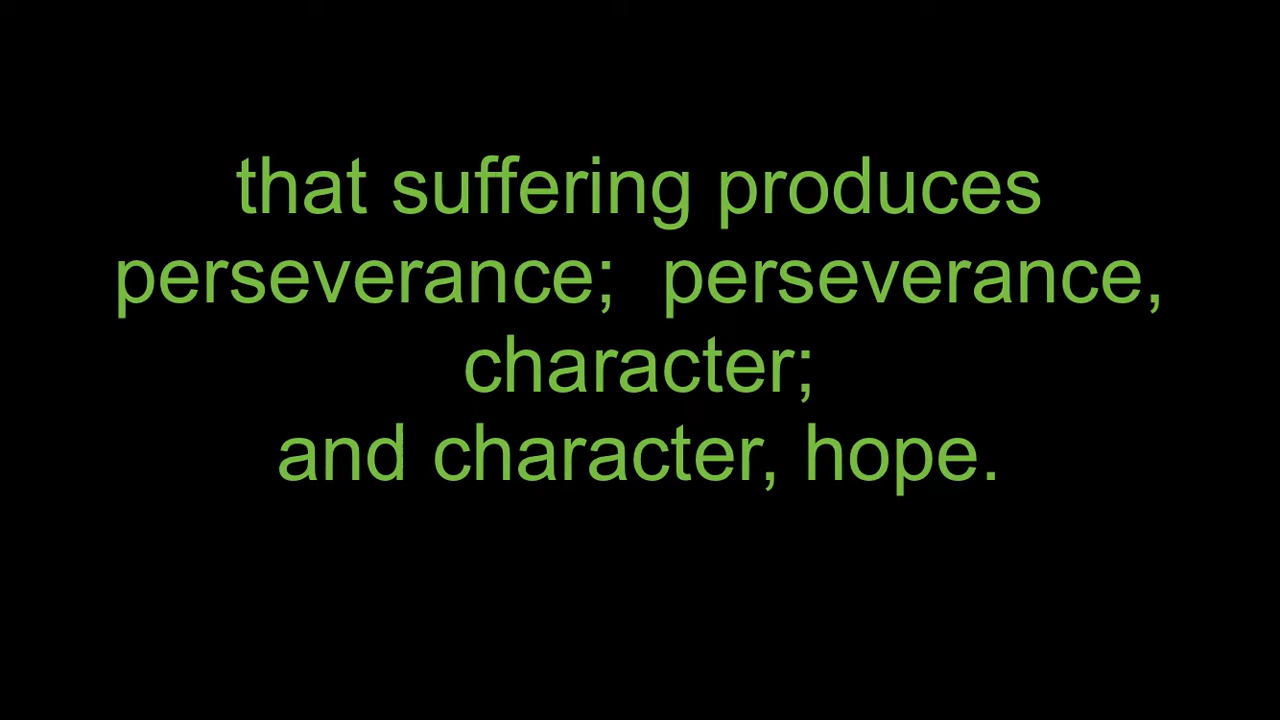 that suffering produces
perseverance;  perseverance,
character;
and character, hope.